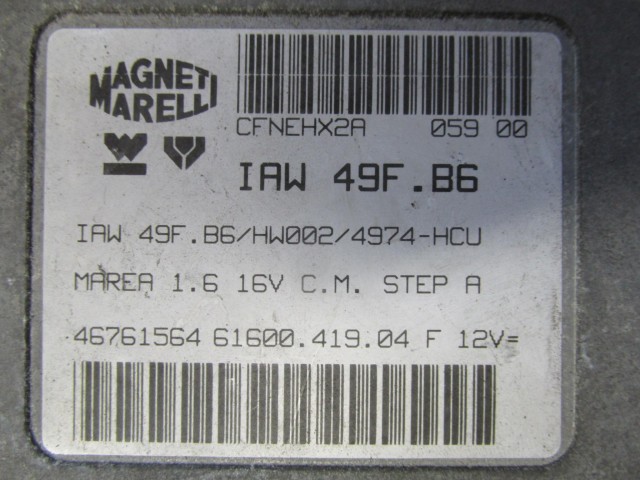 MAGNETI
MARELLI
CFNEHX2A 059 00
IAW 49F.B6
IAW 49F.B6/HW002/4974-HCU
MAREA 1.6 16V C.M. STEP A
46761564 61600.419.04 F 12V=